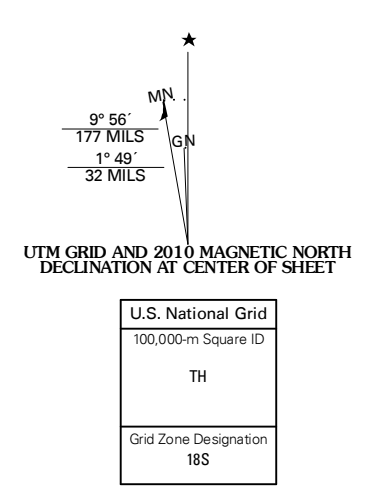 ★
MN
9° 56´
177 MILS
GN
1° 49´
32 MILS
UTM GRID AND 2010 MAGNETIC NORTH
DECLINATION AT CENTER OF SHEET
U.S. National Grid
100,000-m Square ID
TH
Grid Zone Designation
18S